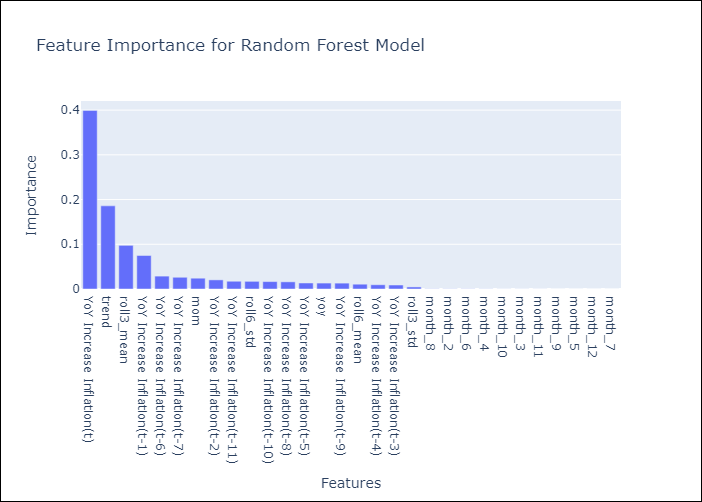 Feature Importance for Random Forest Model
0.4
0.3
0.2
0.1
0
Importance
YoY Increase Inflation(t)
trend
roll3_mean
YoY Increase Inflation(t-1)
YoY Increase Inflation(t-6)
YoY Increase Inflation(t-7)
mom
YoY Increase Inflation(t-2)
YoY Increase Inflation(t-11)
roll6_std
YoY Increase Inflation(t-10)
YoY Increase Inflation(t-8)
YoY Increase Inflation(t-5)
yoy
YoY Increase Inflation(t-9)
roll6_mean
YoY Increase Inflation(t-4)
YoY Increase Inflation(t-3)
roll3_std
month_8
month_2
month_6
month_4
month_10
month_3
month_11
month_9
month_5
month_12
month_7
Features